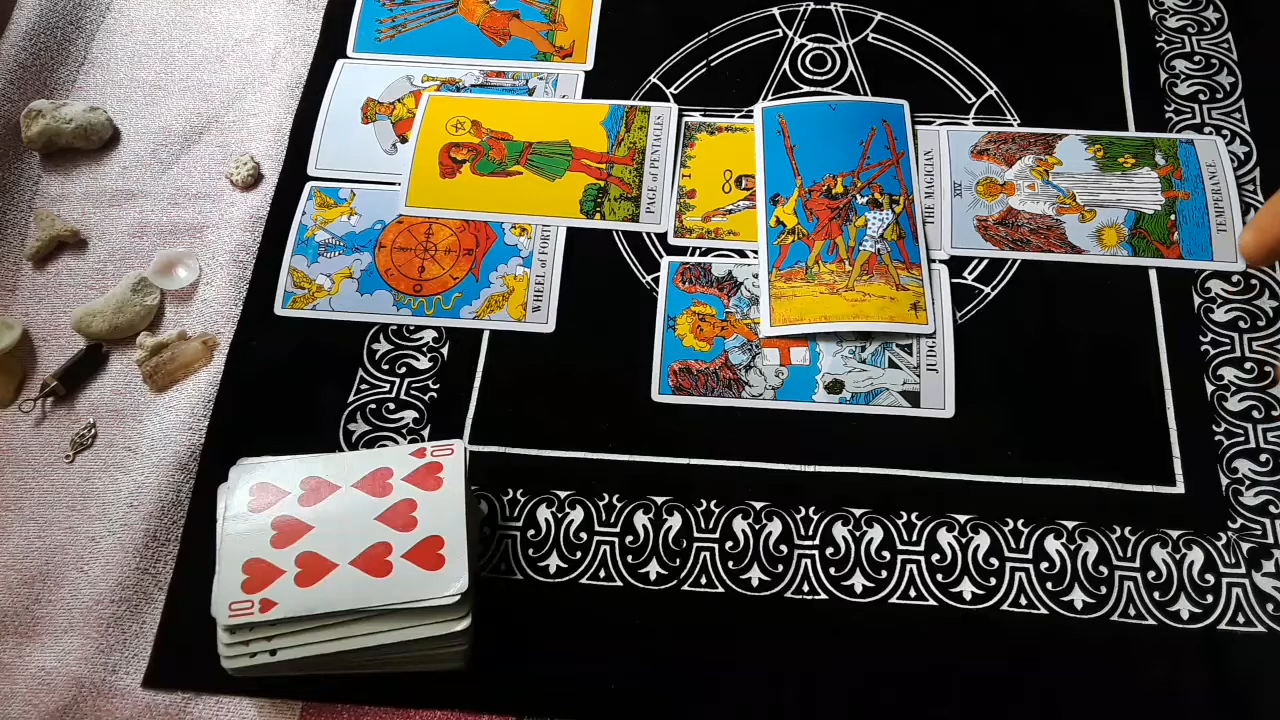 PAGE of PENTACLES
THE MAGICIAN.
XIV
TEMPERANCE.
V
I
WHEEL of FORT
JUDG
10
10